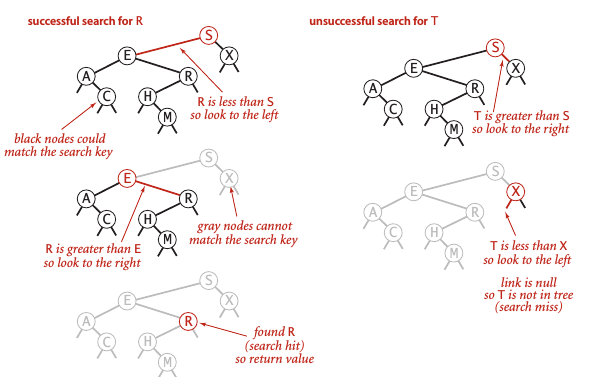 successful search for R
S
E
X
A
R
C
H
M
R is less than S
so look to the left
black nodes could
match the search key
S
E
X
A
R
C
H
M
gray nodes cannot
match the search key
R is greater than E
so look to the right
S
E
X
A
R
C
H
M
found R
(search hit)
so return value
unsuccessful search for T
S
E
X
A
R
C
H
M
T is greater than S
so look to the right
S
E
X
A
R
C
H
M
T is less than X
so look to the left
link is null
so T is not in tree
(search miss)